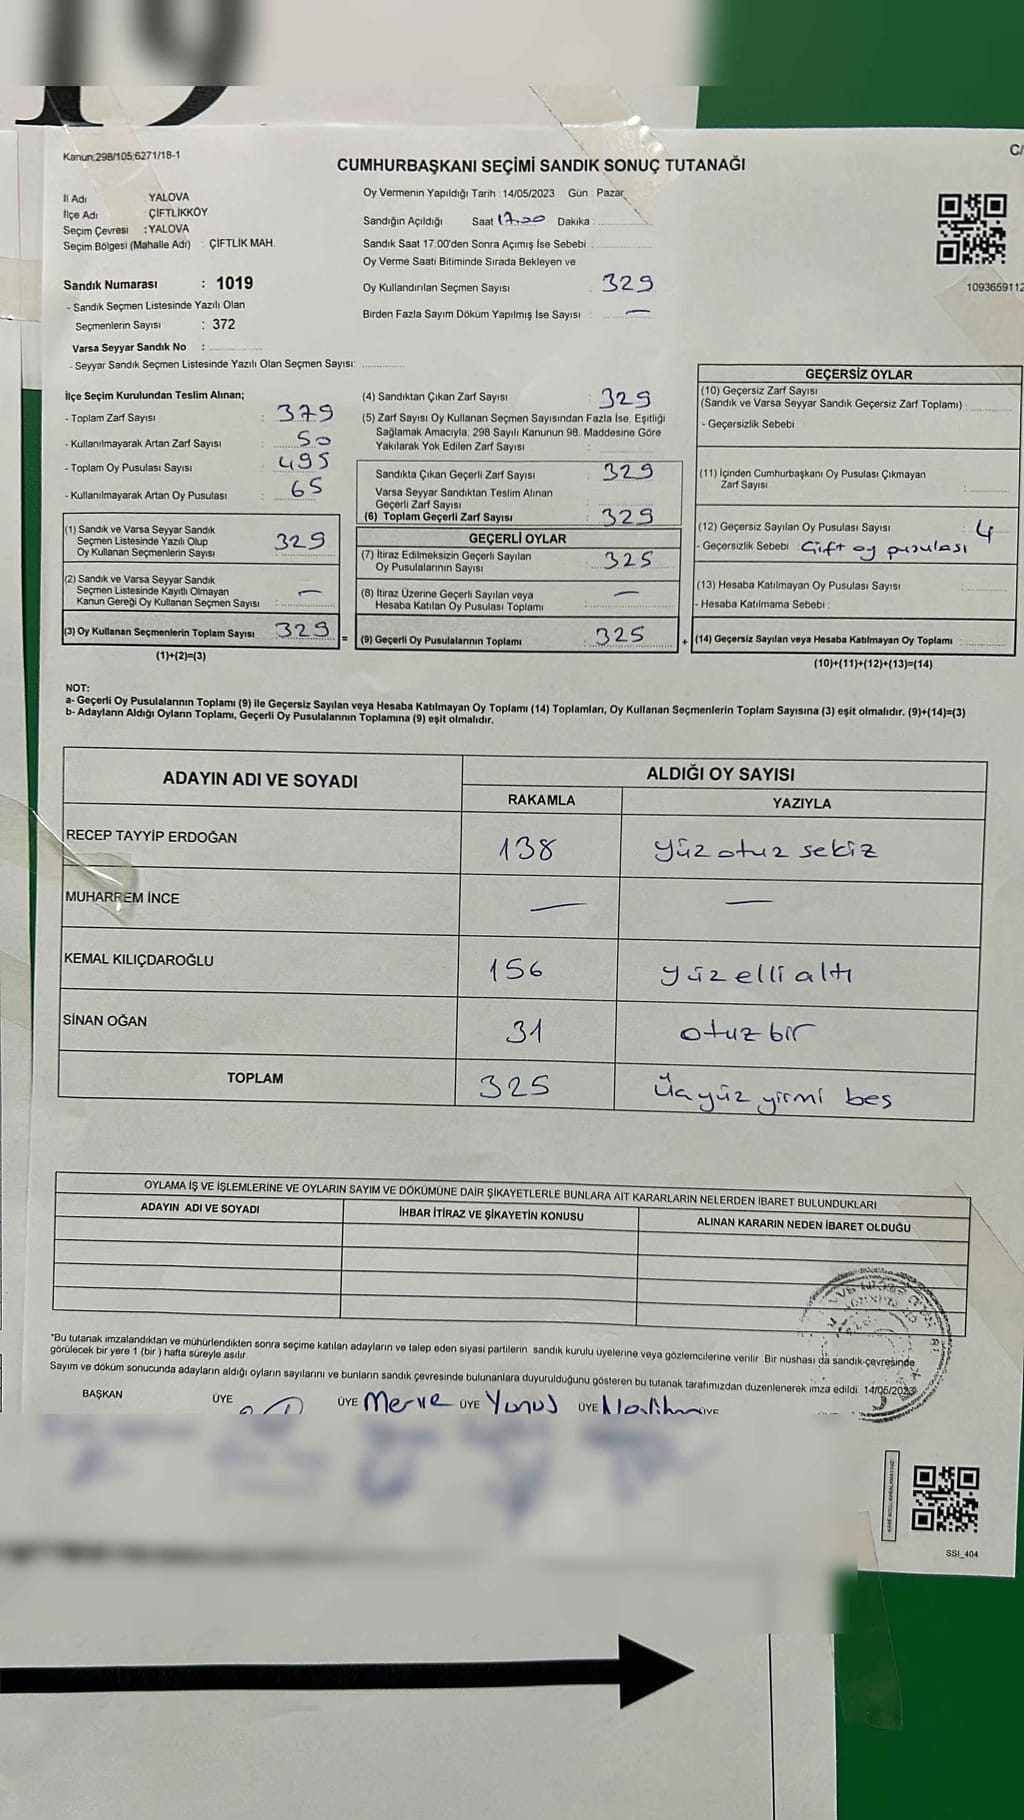 19
Kanun:298/105;6271/18-1
C/
CUMHURBAŞKANI SEÇİMİ SANDIK SONUÇ TUTANAĞI
İl Adı : YALOVA
İlçe Adı : ÇİFTLİKKÖY
Seçim Çevresi : YALOVA
Seçim Bölgesi (Mahalle Adı) : ÇİFTLİK MAH.
Oy Vermenin Yapıldığı Tarih : 14/05/2023 Gün : Pazar
Sandığın Açıldığı Saat 17.00 Dakika :
Sandık Saat 17:00'den Sonra Açımış İse Sebebi :
Oy Verme Saati Bitiminde Sırada Bekleyen ve
Oy Kullandırılan Seçmen Sayısı : 329
Birden Fazla Sayım Döküm Yapılmış İse Sayısı : —
1093659112
Sandık Numarası : 1019
- Sandık Seçmen Listesinde Yazılı Olan
Seçmenlerin Sayısı : 372
Varsa Seyyar Sandık No :
- Seyyar Sandık Seçmen Listesinde Yazılı Olan Seçmen Sayısı:
İlçe Seçim Kurulundan Teslim Alınan;
- Toplam Zarf Sayısı : 379
- Kullanılmayarak Artan Zarf Sayısı : 50
- Toplam Oy Pusulası Sayısı : 495
- Kullanılmayarak Artan Oy Pusulası : 65
(1) Sandık ve Varsa Seyyar Sandık
Seçmen Listesinde Yazılı Olup
Oy Kullanan Seçmenlerin Sayısı : 329
(2) Sandık ve Varsa Seyyar Sandık
Seçmen Listesinde Kayıtlı Olmayan
Kanun Gereği Oy Kullanan Seçmen Sayısı : —
(3) Oy Kullanan Seçmenlerin Toplam Sayısı : 329 =
(1)+(2)=(3)
(4) Sandıktan Çıkan Zarf Sayısı : 329
(5) Zarf Sayısı Oy Kullanan Seçmen Sayısından Fazla İse, Eşitliği
Sağlamak Amacıyla, 298 Sayılı Kanunun 98. Maddesine Göre
Yakılarak Yok Edilen Zarf Sayısı :
Sandıkta Çıkan Geçerli Zarf Sayısı : 329
Varsa Seyyar Sandıktan Teslim Alınan
Geçerli Zarf Sayısı :
(6) Toplam Geçerli Zarf Sayısı : 329
GEÇERLİ OYLAR
(7) İtiraz Edilmeksizin Geçerli Sayılan
Oy Pusulalarının Sayısı : 325
(8) İtiraz Üzerine Geçerli Sayılan veya
Hesaba Katılan Oy Pusulası Toplamı : —
(9) Geçerli Oy Pusulalarının Toplamı : 325 +
GEÇERSİZ OYLAR
(10) Geçersiz Zarf Sayısı
(Sandık ve Varsa Seyyar Sandık Geçersiz Zarf Toplamı) :
- Geçersizlik Sebebi :
(11) İçinden Cumhurbaşkanı Oy Pusulası Çıkmayan
Zarf Sayısı :
(12) Geçersiz Sayılan Oy Pusulası Sayısı : 4
- Geçersizlik Sebebi : Çift oy pusulası
(13) Hesaba Katılmayan Oy Pusulası Sayısı :
- Hesaba Katılmama Sebebi :
(14) Geçersiz Sayılan veya Hesaba Katılmayan Oy Toplamı :
(10)+(11)+(12)+(13)=(14)
NOT:
a- Geçerli Oy Pusulalarının Toplamı (9) ile Geçersiz Sayılan veya Hesaba Katılmayan Oy Toplamı (14) Toplamları, Oy Kullanan Seçmenlerin Toplam Sayısına (3) eşit olmalıdır. (9)+(14)=(3)
b- Adayların Aldığı Oyların Toplamı, Geçerli Oy Pusulalarının Toplamına (9) eşit olmalıdır.
ADAYIN ADI VE SOYADI ALDIĞI OY SAYISI
RAKAMLA YAZIYLA
RECEP TAYYİP ERDOĞAN 138 yüz otuz sekiz
MUHARREM İNCE — —
KEMAL KILIÇDAROĞLU 156 yüz elli altı
SİNAN OĞAN 31 otuz bir
TOPLAM 325 Üçyüz yirmi beş
OYLAMA İŞ VE İŞLEMLERİNE VE OYLARIN SAYIM VE DÖKÜMÜNE DAİR ŞİKAYETLERLE BUNLARA AİT KARARLARIN NELERDEN İBARET BULUNDUKLARI
ADAYIN ADI VE SOYADI İHBAR İTİRAZ VE ŞİKAYETİN KONUSU ALINAN KARARIN NEDEN İBARET OLDUĞU
*Bu tutanak imzalandıktan ve mühürlendikten sonra seçime katılan adayların ve talep eden siyasi partilerin sandık kurulu üyelerine veya gözlemcilerine verilir. Bir nüshası da sandık çevresinde
görülecek bir yere 1 (bir) hafta süreyle asılır.
Sayım ve döküm sonucunda adayların aldığı oyların sayılarını ve bunların sandık çevresinde bulunanlara duyurulduğunu gösteren bu tutanak tarafımızdan düzenlenerek imza edildi. 14/05/2023
BAŞKAN ÜYE ÜYE Merve ÜYE Yunus ÜYE
SSI_404